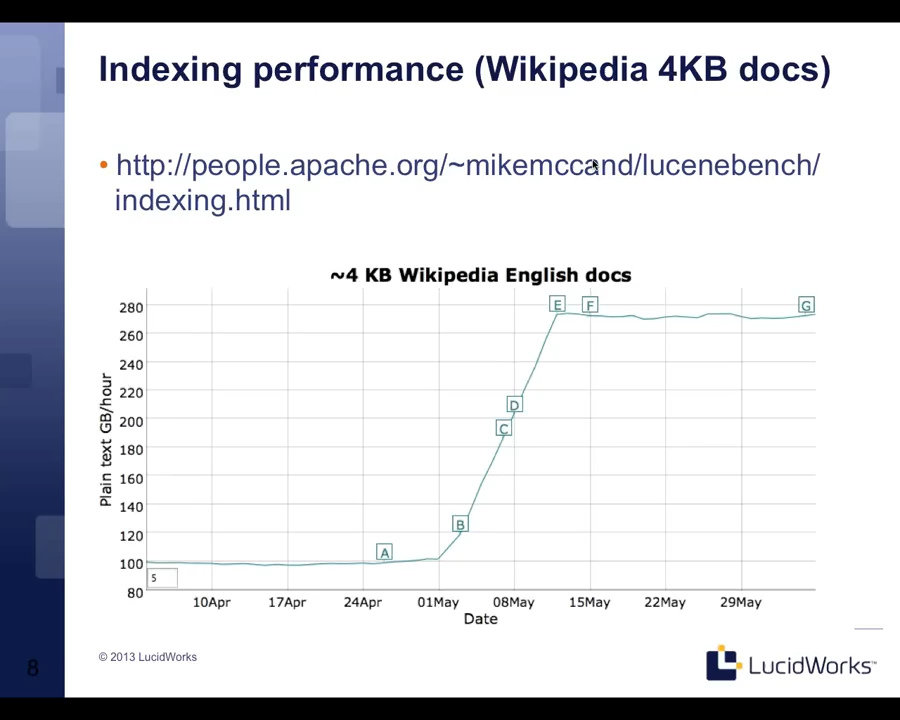 Indexing performance (Wikipedia 4KB docs)
• http://people.apache.org/~mikemccand/lucenebench/
indexing.html
~4 KB Wikipedia English docs
280
260
240
220
200
180
160
140
120
100
80
Plain text GB/hour
A
B
C
D
E
F
G
5
10Apr 17Apr 24Apr 01May 08May 15May 22May 29May
Date
8
© 2013 LucidWorks
LucidWorks™